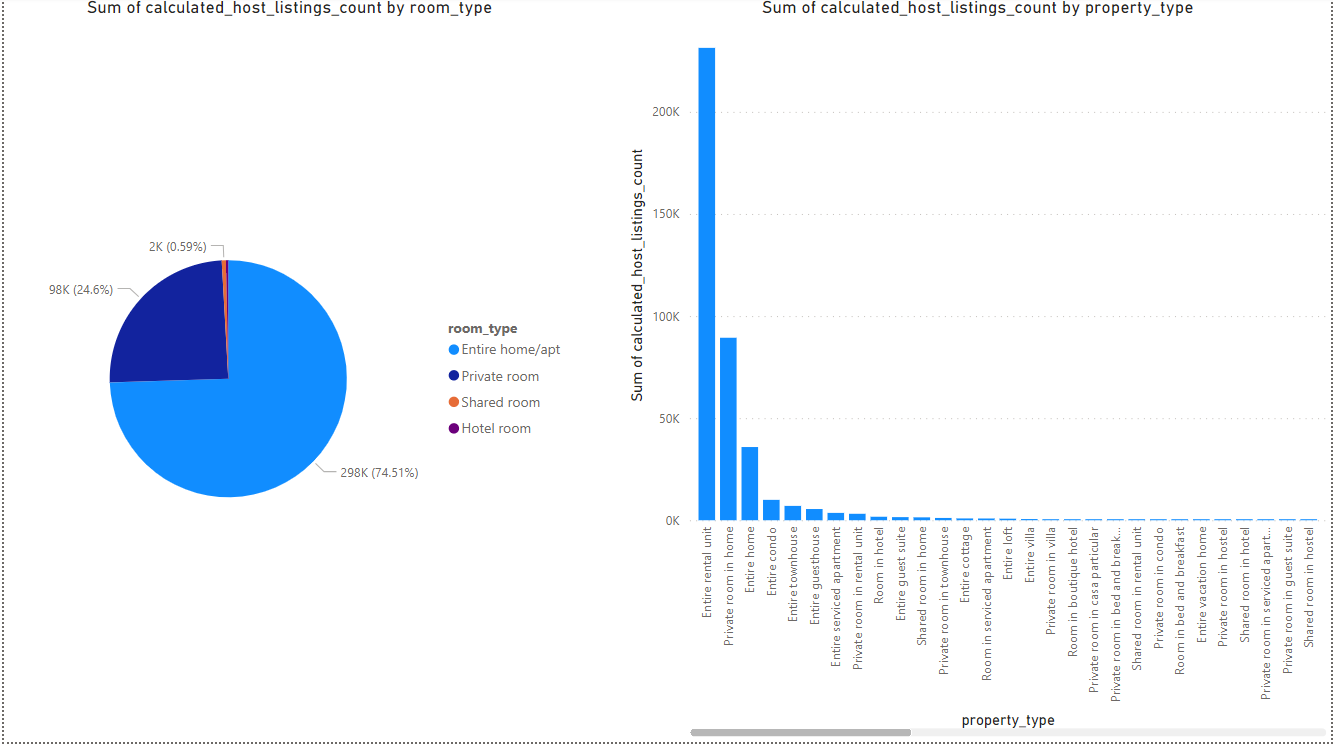 Sum of calculated_host_listings_count by room_type
2K (0.59%)
98K (24.6%)
298K (74.51%)
room_type
Entire home/apt
Private room
Shared room
Hotel room
Sum of calculated_host_listings_count by property_type
Sum of calculated_host_listings_count
200K
150K
100K
50K
0K
Entire rental unit
Private room in home
Entire home
Entire condo
Entire townhouse
Entire guesthouse
Entire serviced apartment
Private room in rental unit
Room in hotel
Entire guest suite
Shared room in home
Private room in townhouse
Entire cottage
Room in serviced apartment
Entire loft
Entire villa
Private room in villa
Room in boutique hotel
Private room in casa particular
Private room in bed and break...
Shared room in rental unit
Private room in condo
Room in bed and breakfast
Entire vacation home
Private room in hostel
Shared room in hotel
Private room in serviced apart...
Private room in guest suite
Shared room in hostel
property_type